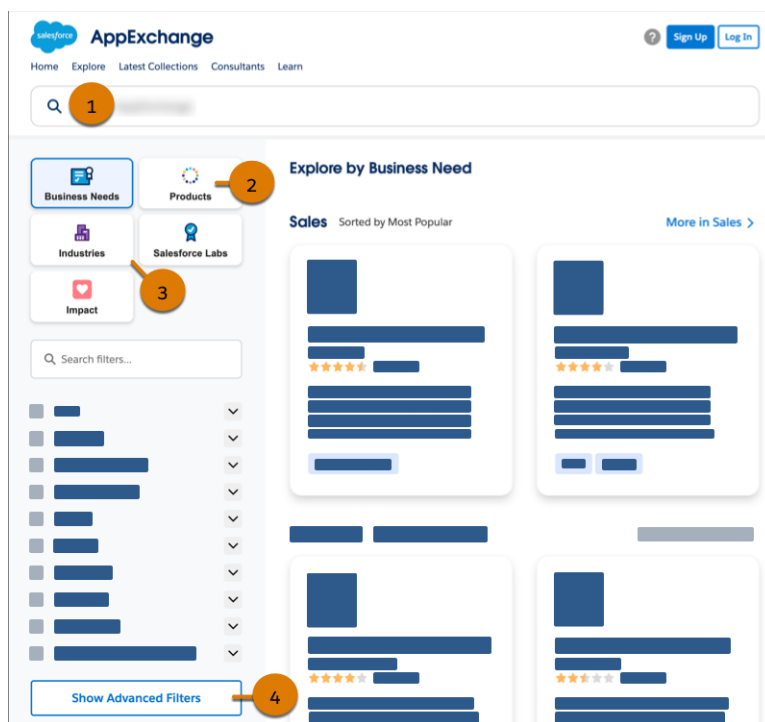 salesforce AppExchange
Sign Up Log In
Home Explore Latest Collections Consultants Learn
1
Business Needs
Products
2
Industries
Salesforce Labs
3
Impact
Search filters...
Show Advanced Filters
4
Explore by Business Need
Sales Sorted by Most Popular More in Sales